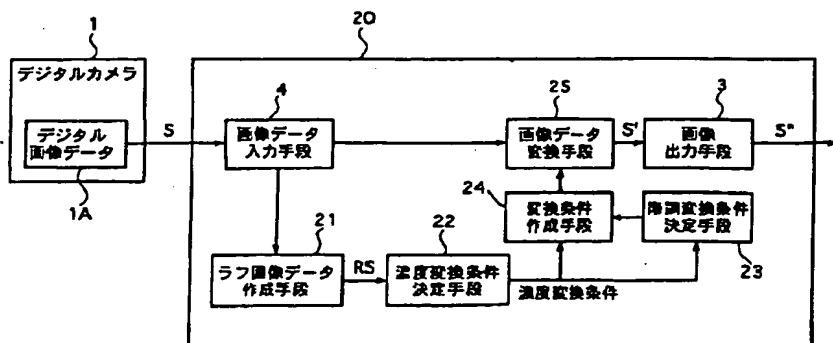 1
20
デジタルカメラ
デジタル
画像データ
1A
S
4
画像データ
入力手段
25
画像データ
変換手段
S'
3
画像
出力手段
S"
24
変換条件
作成手段
階調変換条件
決定手段
23
21
ラフ画像データ
作成手段
RS
22
濃度変換条件
決定手段
濃度変換条件